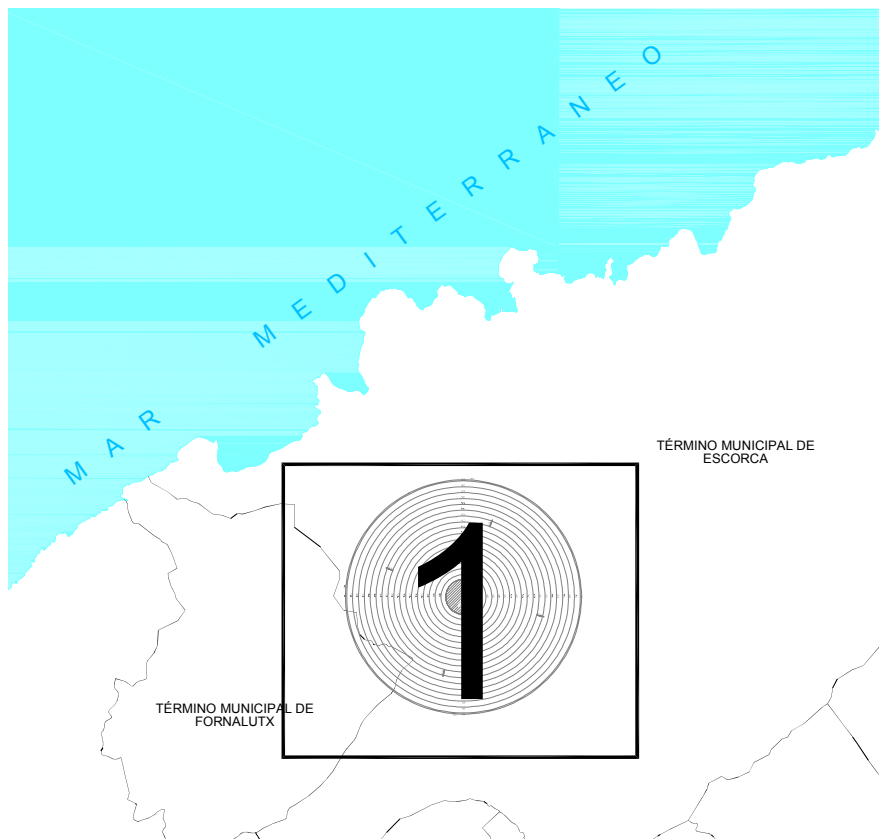 MAR MEDITERRANEO
TÉRMINO MUNICIPAL DE
ESCORCA
1
TÉRMINO MUNICIPAL DE
FORNALUTX